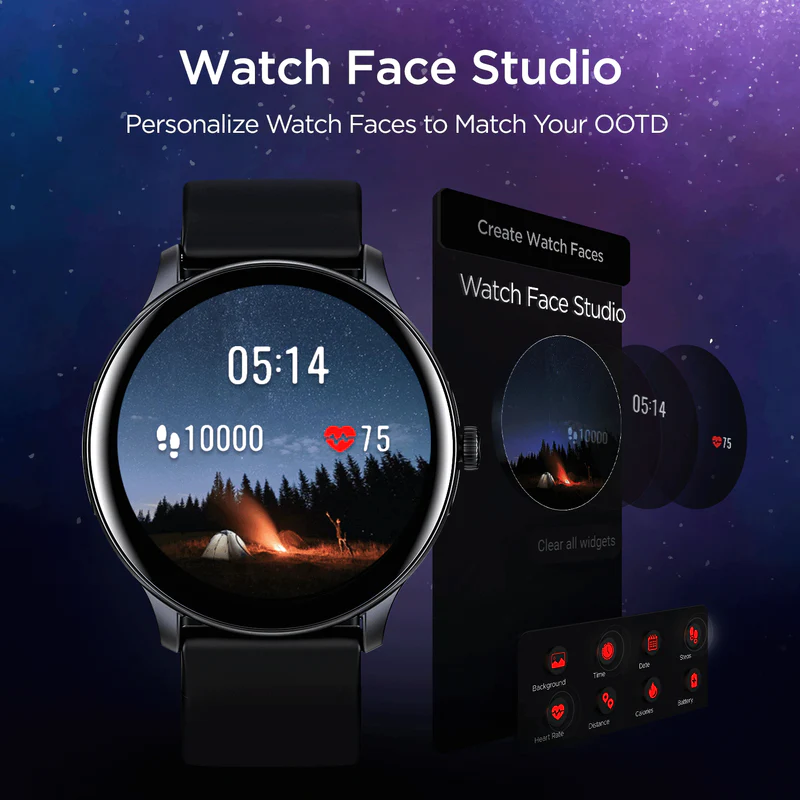 Watch Face Studio
Personalize Watch Faces to Match Your OOTD
05:14
10000
75
Create Watch Faces
Watch Face Studio
10000
05:14
75
Clear all widgets
Background
Time
Date
Steps
Heart Rate
Distance
Calories
Battery